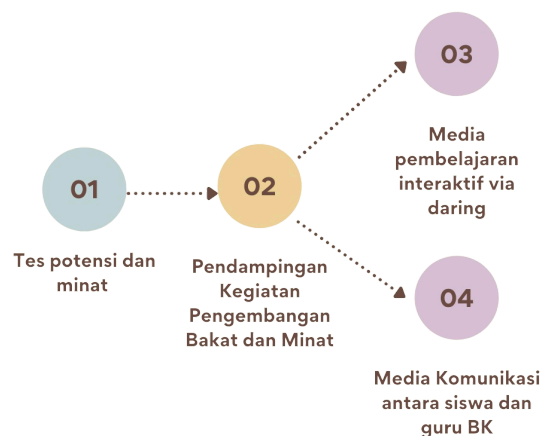 01
Tes potensi dan
minat
02
Pendampingan
Kegiatan
Pengembangan
Bakat dan Minat
03
Media
pembelajaran
interaktif via
daring
04
Media Komunikasi
antara siswa dan
guru BK